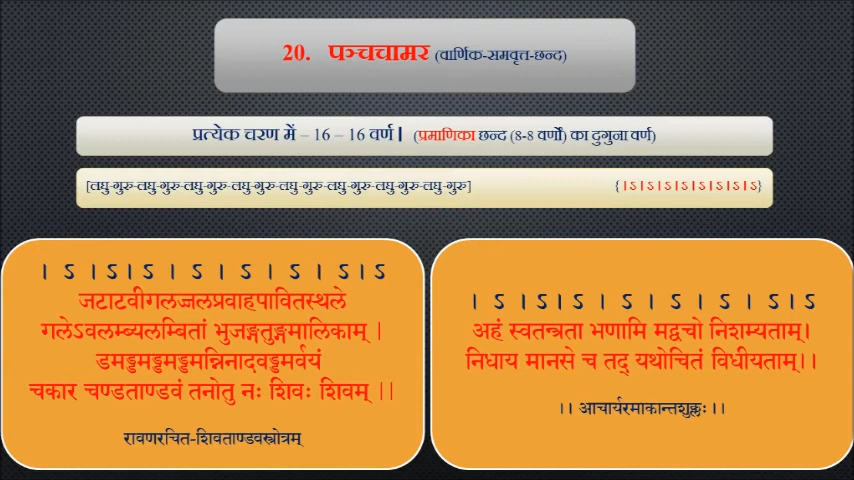 20. पञ्चचामर (वार्णिक-समवृत्त-छन्द)
प्रत्येक चरण में – 16 – 16 वर्ण| (प्रमाणिका छन्द (8-8 वर्णों) का दुगुना वर्ण)
[लघु-गुरु-लघु-गुरु-लघु-गुरु-लघु-गुरु-लघु-गुरु-लघु-गुरु-लघु-गुरु-लघु-गुरु] {।ऽ।ऽ।ऽ।ऽ।ऽ।ऽ।ऽ।ऽ}
। ऽ ।ऽ।ऽ । ऽ । ऽ । ऽ । ऽ।ऽ
जटाटवीगलज्जलप्रवाहपावितस्थले
गलेऽवलम्ब्यलम्बितां भुजङ्गतुङ्गमालिकाम् |
डमड्डमड्डमड्डमन्निनादवड्डमर्वयं
चकार चण्डताण्डवं तनोतु नः शिवः शिवम् ||
रावणरचित-शिवताण्डवस्त्रोत्रम्
। ऽ ।ऽ।ऽ । ऽ । ऽ । ऽ । ऽ।ऽ
अहं स्वतन्त्रता भणामि मद्वचो निशम्यताम्।
निधाय मानसे च तद् यथोचितं विधीयताम्।।
।। आचार्यरमाकान्तशुक्लः ।।